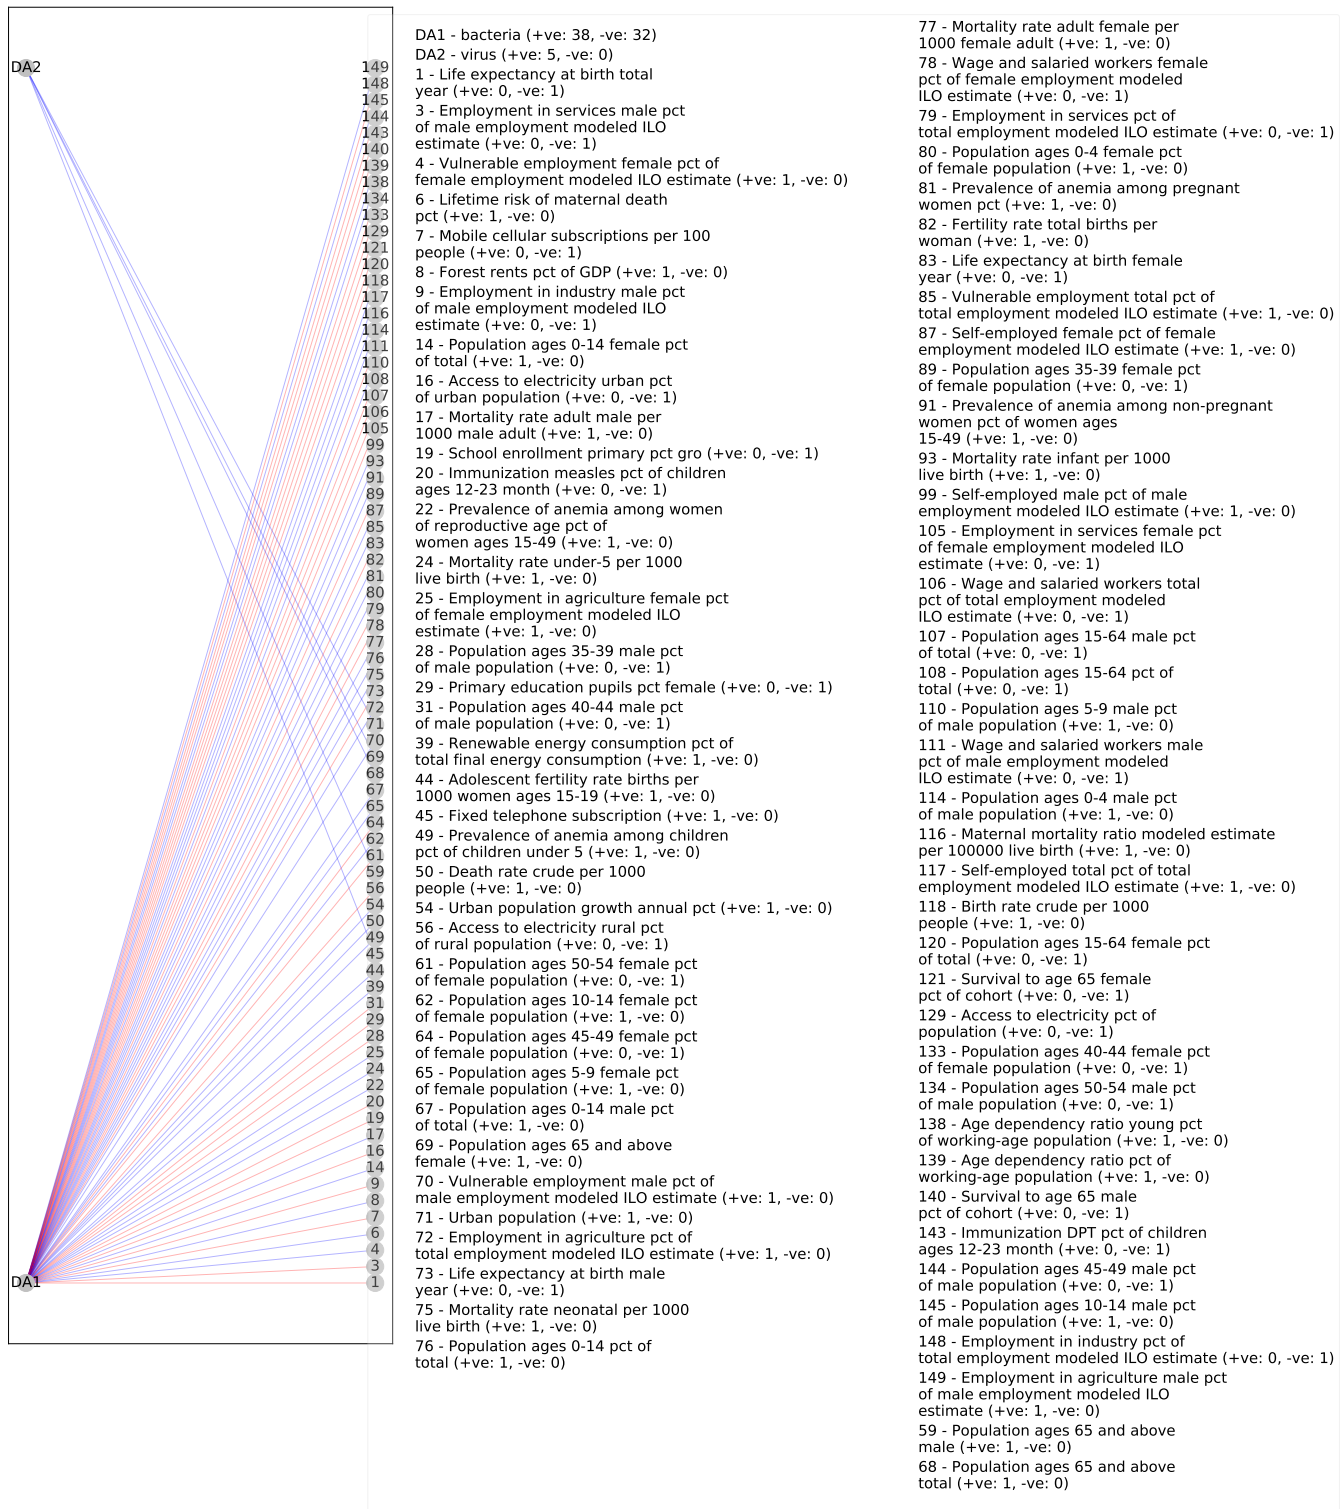 DA2
DA1
149
148
145
144
143
140
139
138
134
133
129
121
120
118
117
116
114
111
110
108
107
106
105
99
93
91
89
87
85
83
82
81
80
79
78
77
76
75
73
72
71
70
69
68
67
65
64
62
61
59
56
54
50
49
45
44
39
31
29
28
25
24
22
20
19
17
16
14
9
8
7
6
4
3
1
DA1 - bacteria (+ve: 38, -ve: 32)
DA2 - virus (+ve: 5, -ve: 0)
1 - Life expectancy at birth total
year (+ve: 0, -ve: 1)
3 - Employment in services male pct
of male employment modeled ILO
estimate (+ve: 0, -ve: 1)
4 - Vulnerable employment female pct of
female employment modeled ILO estimate (+ve: 1, -ve: 0)
6 - Lifetime risk of maternal death
pct (+ve: 1, -ve: 0)
7 - Mobile cellular subscriptions per 100
people (+ve: 0, -ve: 1)
8 - Forest rents pct of GDP (+ve: 1, -ve: 0)
9 - Employment in industry male pct
of male employment modeled ILO
estimate (+ve: 0, -ve: 1)
14 - Population ages 0-14 female pct
of total (+ve: 1, -ve: 0)
16 - Access to electricity urban pct
of urban population (+ve: 0, -ve: 1)
17 - Mortality rate adult male per
1000 male adult (+ve: 1, -ve: 0)
19 - School enrollment primary pct gro (+ve: 0, -ve: 1)
20 - Immunization measles pct of children
ages 12-23 month (+ve: 0, -ve: 1)
22 - Prevalence of anemia among women
of reproductive age pct of
women ages 15-49 (+ve: 1, -ve: 0)
24 - Mortality rate under-5 per 1000
live birth (+ve: 1, -ve: 0)
25 - Employment in agriculture female pct
of female employment modeled ILO
estimate (+ve: 1, -ve: 0)
28 - Population ages 35-39 male pct
of male population (+ve: 0, -ve: 1)
29 - Primary education pupils pct female (+ve: 0, -ve: 1)
31 - Population ages 40-44 male pct
of male population (+ve: 0, -ve: 1)
39 - Renewable energy consumption pct of
total final energy consumption (+ve: 1, -ve: 0)
44 - Adolescent fertility rate births per
1000 women ages 15-19 (+ve: 1, -ve: 0)
45 - Fixed telephone subscription (+ve: 1, -ve: 0)
49 - Prevalence of anemia among children
pct of children under 5 (+ve: 1, -ve: 0)
50 - Death rate crude per 1000
people (+ve: 1, -ve: 0)
54 - Urban population growth annual pct (+ve: 1, -ve: 0)
56 - Access to electricity rural pct
of rural population (+ve: 0, -ve: 1)
61 - Population ages 50-54 female pct
of female population (+ve: 0, -ve: 1)
62 - Population ages 10-14 female pct
of female population (+ve: 1, -ve: 0)
64 - Population ages 45-49 female pct
of female population (+ve: 0, -ve: 1)
65 - Population ages 5-9 female pct
of female population (+ve: 1, -ve: 0)
67 - Population ages 0-14 male pct
of total (+ve: 1, -ve: 0)
69 - Population ages 65 and above
female (+ve: 1, -ve: 0)
70 - Vulnerable employment male pct of
male employment modeled ILO estimate (+ve: 1, -ve: 0)
71 - Urban population (+ve: 1, -ve: 0)
72 - Employment in agriculture pct of
total employment modeled ILO estimate (+ve: 1, -ve: 0)
73 - Life expectancy at birth male
year (+ve: 0, -ve: 1)
75 - Mortality rate neonatal per 1000
live birth (+ve: 1, -ve: 0)
76 - Population ages 0-14 pct of
total (+ve: 1, -ve: 0)
77 - Mortality rate adult female per
1000 female adult (+ve: 1, -ve: 0)
78 - Wage and salaried workers female
pct of female employment modeled
ILO estimate (+ve: 0, -ve: 1)
79 - Employment in services pct of
total employment modeled ILO estimate (+ve: 0, -ve: 1)
80 - Population ages 0-4 female pct
of female population (+ve: 1, -ve: 0)
81 - Prevalence of anemia among pregnant
women pct (+ve: 1, -ve: 0)
82 - Fertility rate total births per
woman (+ve: 1, -ve: 0)
83 - Life expectancy at birth female
year (+ve: 0, -ve: 1)
85 - Vulnerable employment total pct of
total employment modeled ILO estimate (+ve: 1, -ve: 0)
87 - Self-employed female pct of female
employment modeled ILO estimate (+ve: 1, -ve: 0)
89 - Population ages 35-39 female pct
of female population (+ve: 0, -ve: 1)
91 - Prevalence of anemia among non-pregnant
women pct of women ages
15-49 (+ve: 1, -ve: 0)
93 - Mortality rate infant per 1000
live birth (+ve: 1, -ve: 0)
99 - Self-employed male pct of male
employment modeled ILO estimate (+ve: 1, -ve: 0)
105 - Employment in services female pct
of female employment modeled ILO
estimate (+ve: 0, -ve: 1)
106 - Wage and salaried workers total
pct of total employment modeled
ILO estimate (+ve: 0, -ve: 1)
107 - Population ages 15-64 male pct
of total (+ve: 0, -ve: 1)
108 - Population ages 15-64 pct of
total (+ve: 0, -ve: 1)
110 - Population ages 5-9 male pct
of male population (+ve: 1, -ve: 0)
111 - Wage and salaried workers male
pct of male employment modeled
ILO estimate (+ve: 0, -ve: 1)
114 - Population ages 0-4 male pct
of male population (+ve: 1, -ve: 0)
116 - Maternal mortality ratio modeled estimate
per 100000 live birth (+ve: 1, -ve: 0)
117 - Self-employed total pct of total
employment modeled ILO estimate (+ve: 1, -ve: 0)
118 - Birth rate crude per 1000
people (+ve: 1, -ve: 0)
120 - Population ages 15-64 female pct
of total (+ve: 0, -ve: 1)
121 - Survival to age 65 female
pct of cohort (+ve: 0, -ve: 1)
129 - Access to electricity pct of
population (+ve: 0, -ve: 1)
133 - Population ages 40-44 female pct
of female population (+ve: 0, -ve: 1)
134 - Population ages 50-54 male pct
of male population (+ve: 0, -ve: 1)
138 - Age dependency ratio young pct
of working-age population (+ve: 1, -ve: 0)
139 - Age dependency ratio pct of
working-age population (+ve: 1, -ve: 0)
140 - Survival to age 65 male
pct of cohort (+ve: 0, -ve: 1)
143 - Immunization DPT pct of children
ages 12-23 month (+ve: 0, -ve: 1)
144 - Population ages 45-49 male pct
of male population (+ve: 0, -ve: 1)
145 - Population ages 10-14 male pct
of male population (+ve: 1, -ve: 0)
148 - Employment in industry pct of
total employment modeled ILO estimate (+ve: 0, -ve: 1)
149 - Employment in agriculture male pct
of male employment modeled ILO
estimate (+ve: 1, -ve: 0)
59 - Population ages 65 and above
male (+ve: 1, -ve: 0)
68 - Population ages 65 and above
total (+ve: 1, -ve: 0)